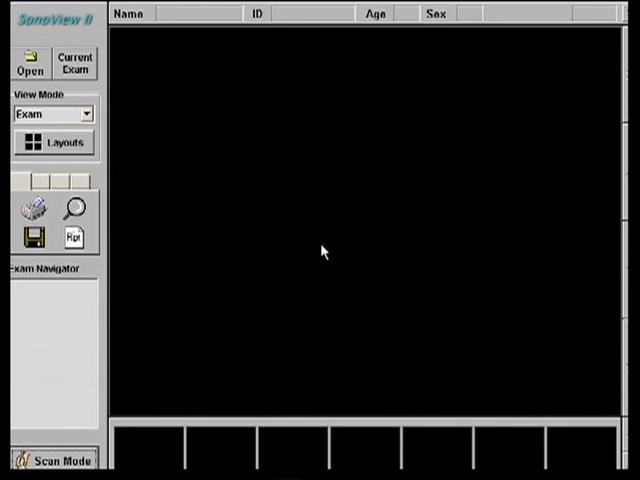 SonoView II
Name ID Age Sex
Open
Current
Exam
View Mode
Exam
Layouts
Rpt
Exam Navigator
Scan Mode